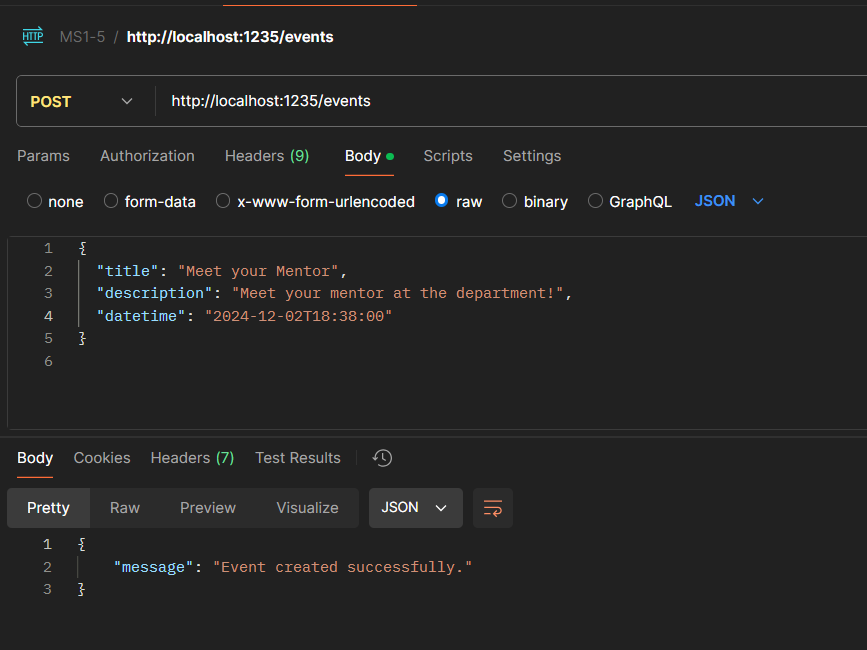 HTTP MS1-5 / http://localhost:1235/events
POST http://localhost:1235/events
Params Authorization Headers (9) Body Scripts Settings
none form-data x-www-form-urlencoded raw binary GraphQL JSON
1 {
2 "title": "Meet your Mentor",
3 "description": "Meet your mentor at the department!",
4 "datetime": "2024-12-02T18:38:00"
5 }
6
Body Cookies Headers (7) Test Results
Pretty Raw Preview Visualize JSON
1 {
2 "message": "Event created successfully."
3 }